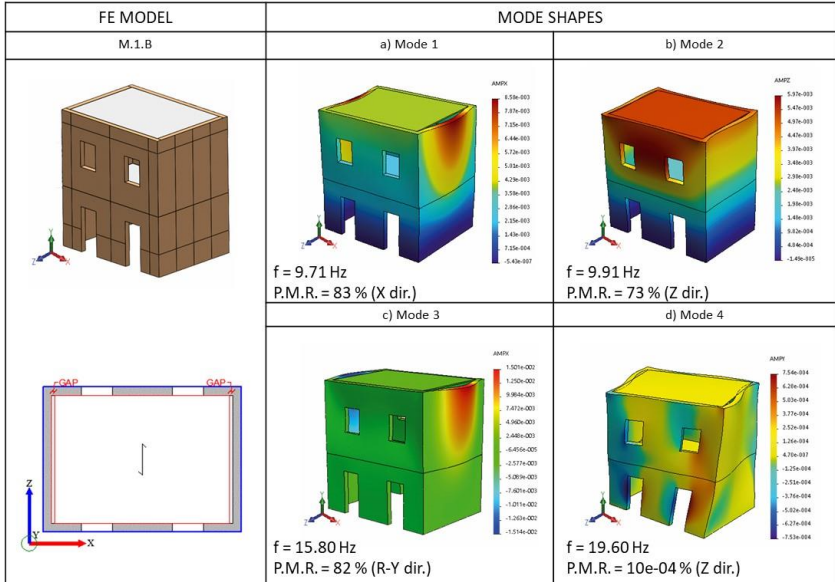 FE MODEL
MODE SHAPES
M.1.B
a) Mode 1
b) Mode 2
AMPX
8.58e-003
7.87e-003
7.15e-003
6.44e-003
5.72e-003
5.01e-003
4.29e-003
3.58e-003
2.86e-003
2.15e-003
1.43e-003
7.15e-004
-5.43e-007
f = 9.71 Hz
P.M.R. = 83 % (X dir.)
AMPZ
5.97e-003
5.47e-003
4.97e-003
4.47e-003
3.97e-003
3.48e-003
2.98e-003
2.48e-003
1.98e-003
1.48e-003
9.82e-004
4.84e-004
-1.49e-005
f = 9.91 Hz
P.M.R. = 73 % (Z dir.)
c) Mode 3
d) Mode 4
AMPX
1.501e-002
1.250e-002
9.984e-003
7.472e-003
4.960e-003
2.448e-003
-6.456e-005
-2.577e-003
-5.089e-003
-7.601e-003
-1.011e-002
-1.263e-002
-1.514e-002
f = 15.80 Hz
P.M.R. = 82 % (R-Y dir.)
AMPY
7.54e-004
6.28e-004
5.03e-004
3.77e-004
2.52e-004
1.26e-004
4.70e-007
-1.25e-004
-2.51e-004
-3.76e-004
-5.02e-004
-6.27e-004
-7.53e-004
f = 19.60 Hz
P.M.R. = 10e-04 % (Z dir.)
GAP
GAP
Z
Y
X